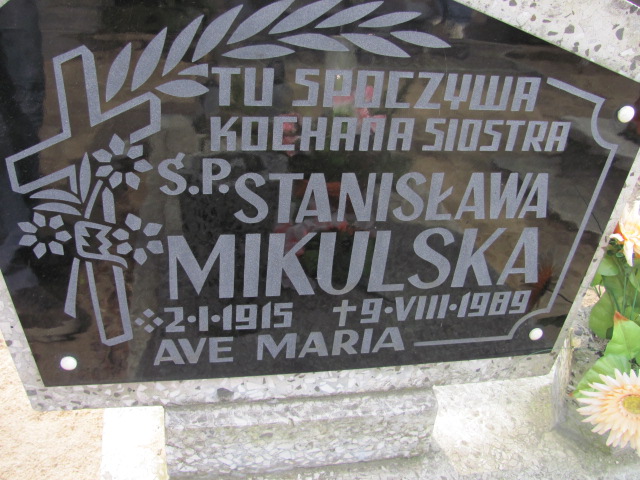 TU SPOCZYWA
KOCHANA SIOSTRA
Ś.P. STANISŁAWA
MIKULSKA
2·I·1915 †9·VIII·1989
AVE MARIA